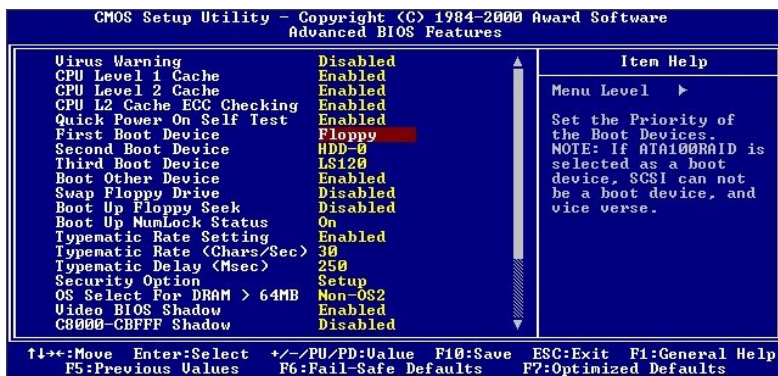 CMOS Setup Utility - Copyright (C) 1984-2000 Award Software
Advanced BIOS Features
Virus Warning Disabled
CPU Level 1 Cache Enabled
CPU Level 2 Cache Enabled
CPU L2 Cache ECC Checking Enabled
Quick Power On Self Test Enabled
First Boot Device Floppy
Second Boot Device HDD-0
Third Boot Device LS120
Boot Other Device Enabled
Swap Floppy Drive Disabled
Boot Up Floppy Seek Disabled
Boot Up NumLock Status On
Typematic Rate Setting Enabled
Typematic Rate (Chars/Sec) 30
Typematic Delay (Msec) 250
Security Option Setup
OS Select For DRAM > 64MB Non-OS2
Video BIOS Shadow Enabled
C8000-CBFFF Shadow Disabled
Item Help
Menu Level ▶
Set the Priority of
the Boot Devices.
NOTE: If ATA100RAID is
selected as a boot
device, SCSI can not
be a boot device, and
vice verse.
↑↓→←:Move Enter:Select +/-/PU/PD:Value F10:Save ESC:Exit F1:General Help
F5:Previous Values F6:Fail-Safe Defaults F7:Optimized Defaults